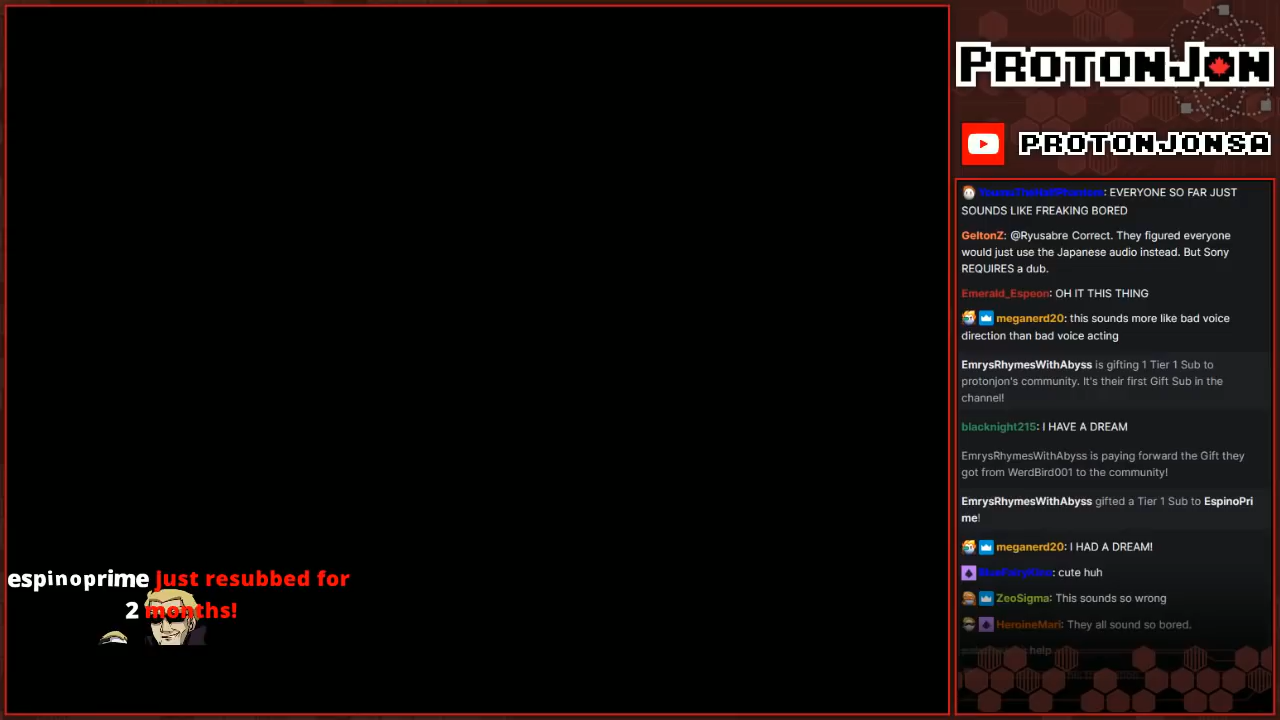 PROTONJON
PROTONJONSA
YoumuTheHalfPhantom: EVERYONE SO FAR JUST
SOUNDS LIKE FREAKING BORED
GeltonZ: @Ryusabre Correct. They figured everyone
would just use the Japanese audio instead. But Sony
REQUIRES a dub.
Emerald_Espeon: OH IT THIS THING
meganerd20: this sounds more like bad voice
direction than bad voice acting
EmrysRhymesWithAbyss is gifting 1 Tier 1 Sub to
protonjon's community. It's their first Gift Sub in the
channel!
blacknight215: I HAVE A DREAM
EmrysRhymesWithAbyss is paying forward the Gift they
got from WerdBird001 to the community!
EmrysRhymesWithAbyss gifted a Tier 1 Sub to EspinoPri
me!
meganerd20: I HAD A DREAM!
BlueFairyKino: cute huh
ZeoSigma: This sounds so wrong
HeroineMari: They all sound so bored.
help
espinoprime Just resubbed for
2 months!